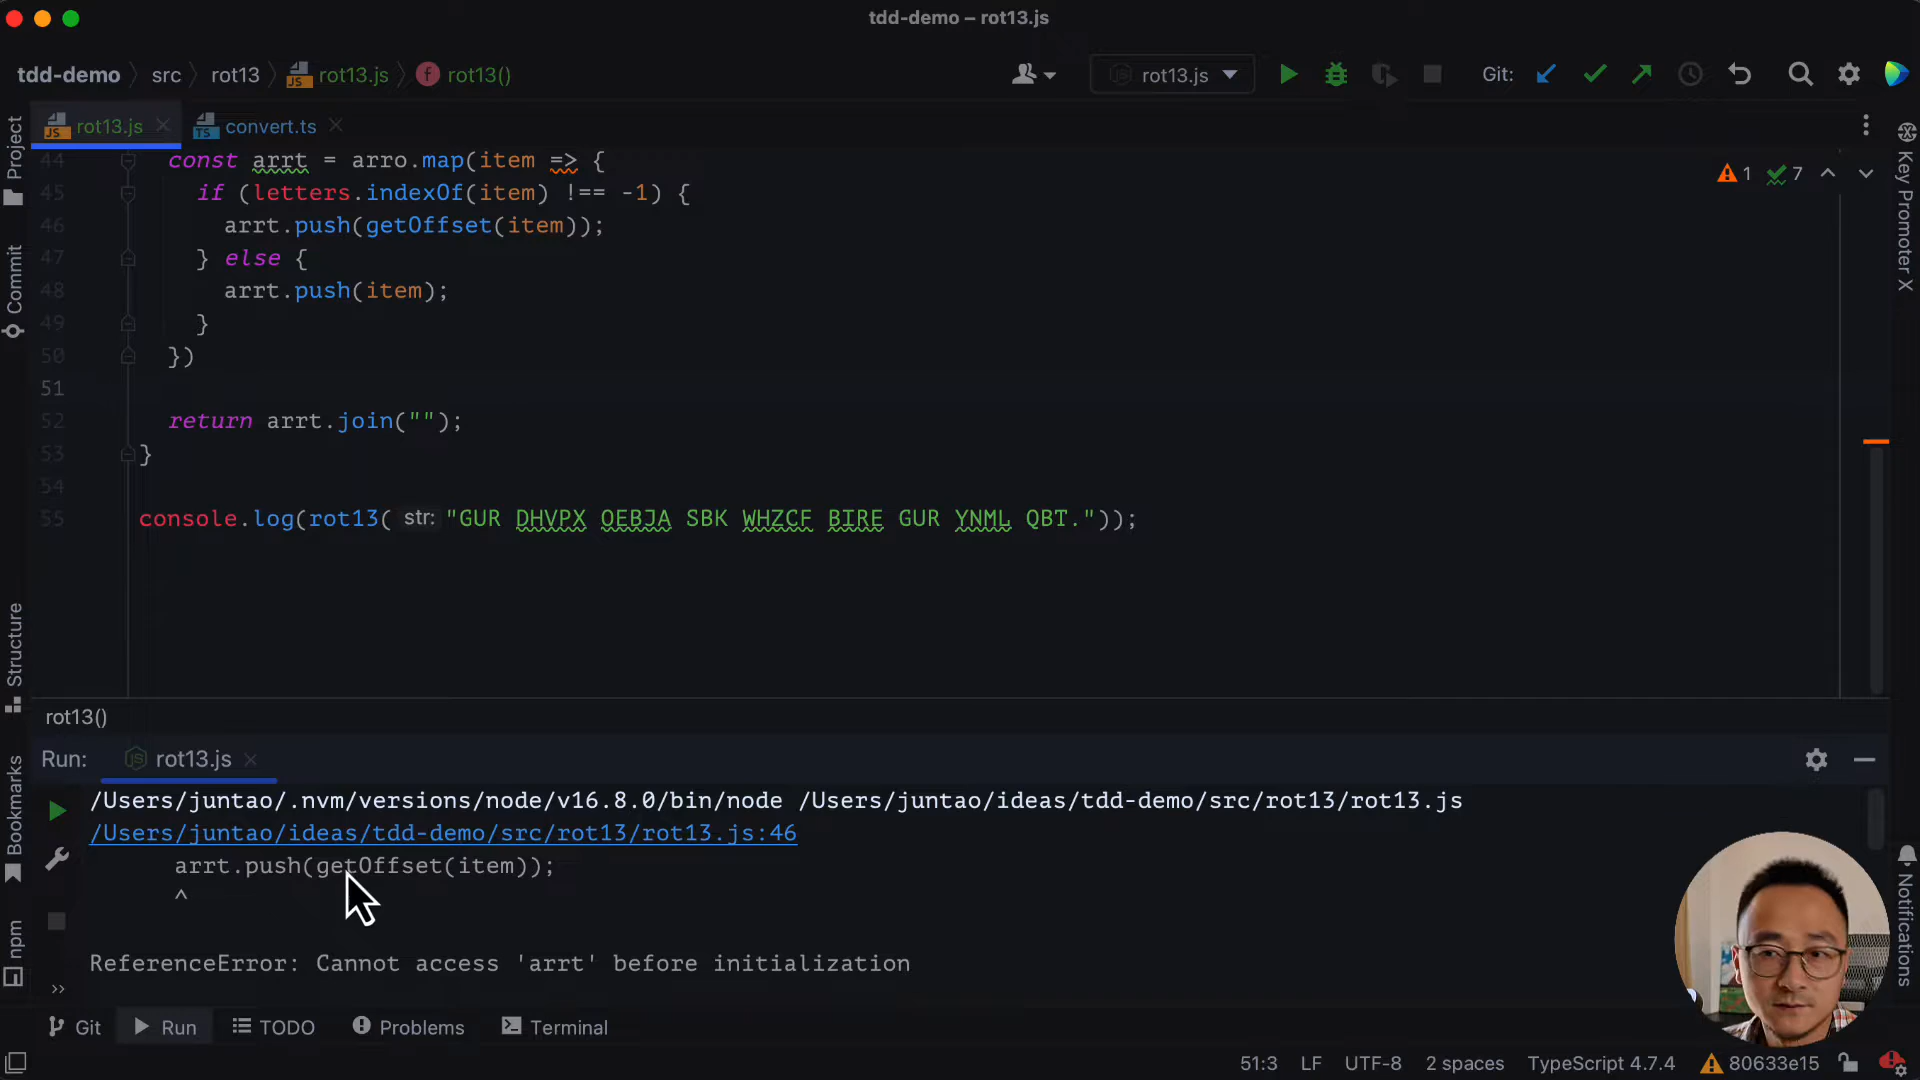 tdd-demo – rot13.js
tdd-demo src rot13 JS rot13.js f rot13()
rot13.js Git:
JS rot13.js TS convert.ts
44 const arrt = arro.map(item => {
1 7
45 if (letters.indexOf(item) !== -1) {
46 arrt.push(getOffset(item));
47 } else {
48 arrt.push(item);
49 }
50 })
51
52 return arrt.join("");
53 }
54
55 console.log(rot13( str: "GUR DHVPX OEBJA SBK WHZCF BIRE GUR YNML QBT."));
rot13()
Run: rot13.js
/Users/juntao/.nvm/versions/node/v16.8.0/bin/node /Users/juntao/ideas/tdd-demo/src/rot13/rot13.js
/Users/juntao/ideas/tdd-demo/src/rot13/rot13.js:46
arrt.push(getOffset(item));
^
ReferenceError: Cannot access 'arrt' before initialization
»
Git Run TODO Problems Terminal
51:3 LF UTF-8 2 spaces TypeScript 4.7.4 80633e15
Project
Commit
Structure
Bookmarks
npm
Key Promoter X
Notifications